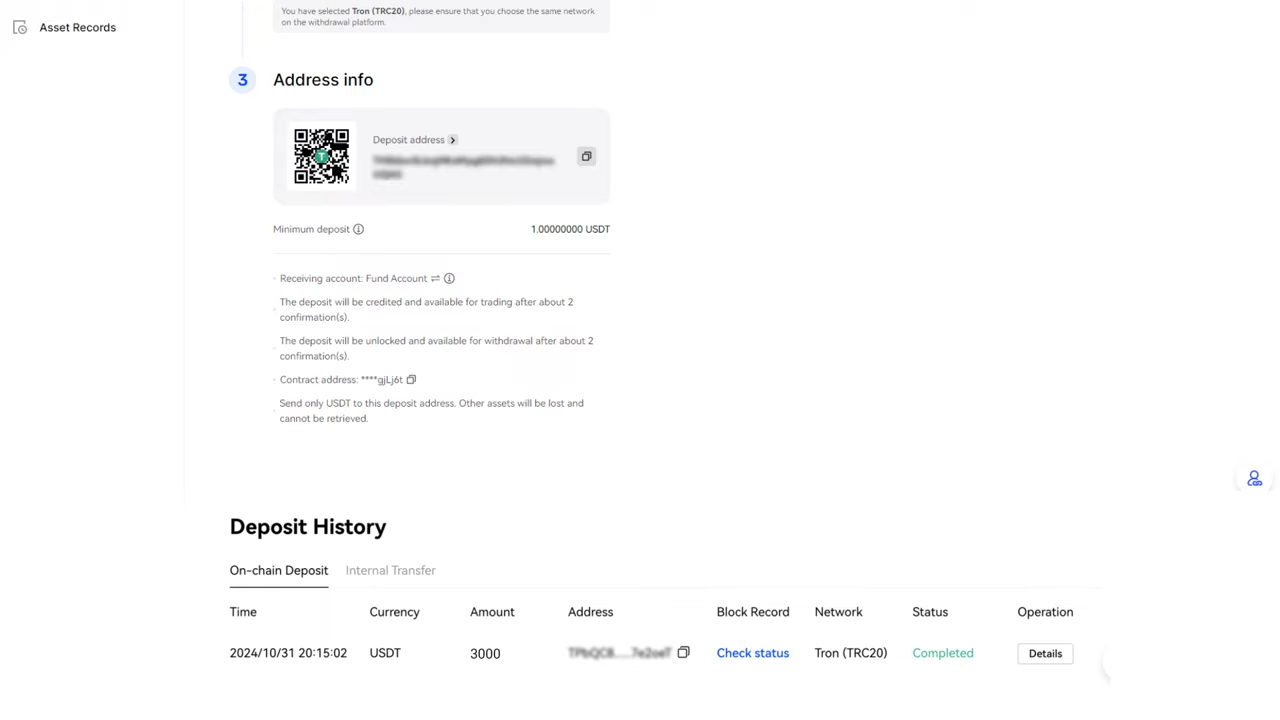 You have selected Tron (TRC20), please ensure that you choose the same network
on the withdrawal platform.
Asset Records
3 Address info
Deposit address
Minimum deposit 1.00000000 USDT
Receiving account: Fund Account
The deposit will be credited and available for trading after about 2
confirmation(s).
The deposit will be unlocked and available for withdrawal after about 2
confirmation(s).
Contract address: ****gjLj6t
Send only USDT to this deposit address. Other assets will be lost and
cannot be retrieved.
Deposit History
On-chain Deposit Internal Transfer
Time Currency Amount Address Block Record Network Status Operation
2024/10/31 20:15:02 USDT 3000 Check status Tron (TRC20) Completed Details